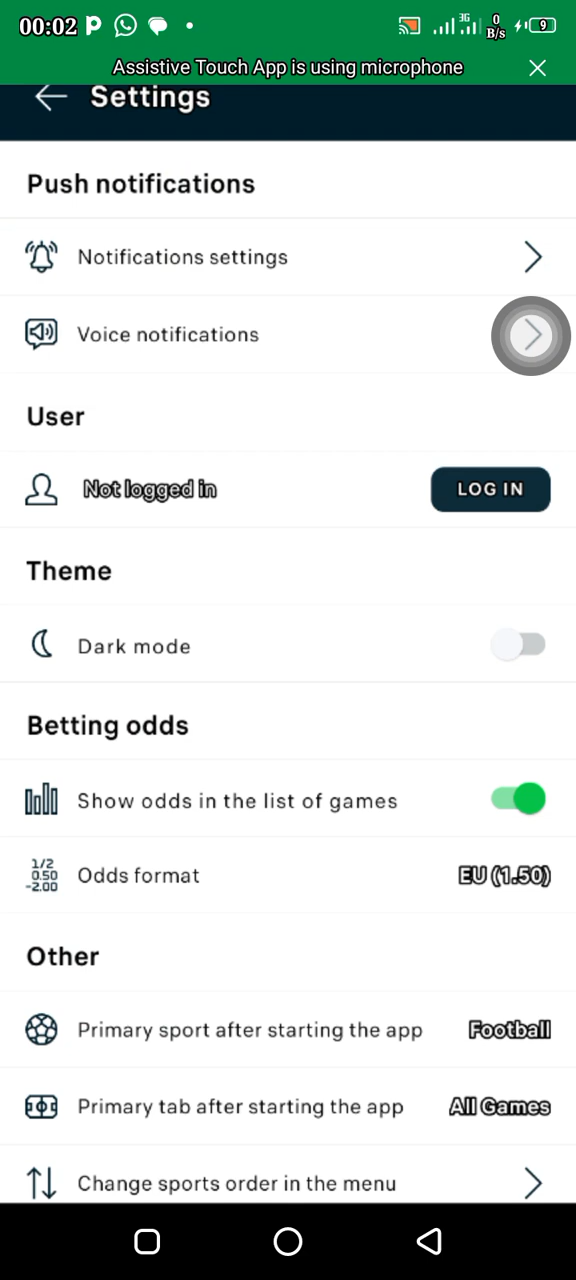 00:02 3G 0 B/s 9
Assistive Touch App is using microphone
Settings
Push notifications
Notifications settings
Voice notifications
User
Not logged in LOG IN
Theme
Dark mode
Betting odds
Show odds in the list of games
1/2
0.50
-2.00
Odds format EU (1.50)
Other
Primary sport after starting the app Football
Primary tab after starting the app All Games
Change sports order in the menu